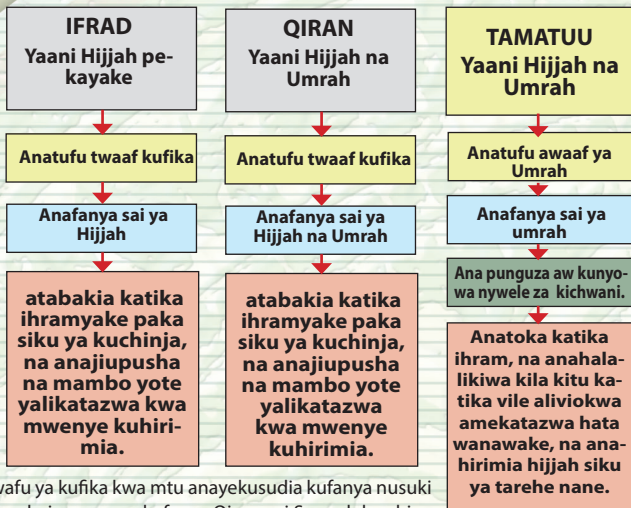 IFRAD
Yaani Hijjah pe-
kayake
Anatufu twaaf kufika
Anafanya sai ya
Hijjah
atabakia katika
ihramyake paka
siku ya kuchinja,
na anajiupusha
na mambo yote
yalikatazwa kwa
mwenye kuhiri-
mia.
QIRAN
Yaani Hijjah na
Umrah
Anatufu twaaf kufika
Anafanya sai ya
Hijjah na Umrah
atabakia katika
ihramyake paka
siku ya kuchinja,
na anajiupusha
na mambo yote
yalikatazwa
kwa mwenye
kuhirimia.
TAMATUU
Yaani Hijjah na
Umrah
Anatufu awaaf ya
Umrah
Anafanya sai ya
umrah
Ana punguza aw kunyo-
wa nywele za kichwani.
Anatoka katika
ihram, na anahala-
likiwa kila kitu ka-
tika vile aliviokwa
amekatazwa hata
wanawake, na ana-
hirimia hijjah siku
ya tarehe nane.
wafu ya kufika kwa mtu anayekusudia kufanya nusuki